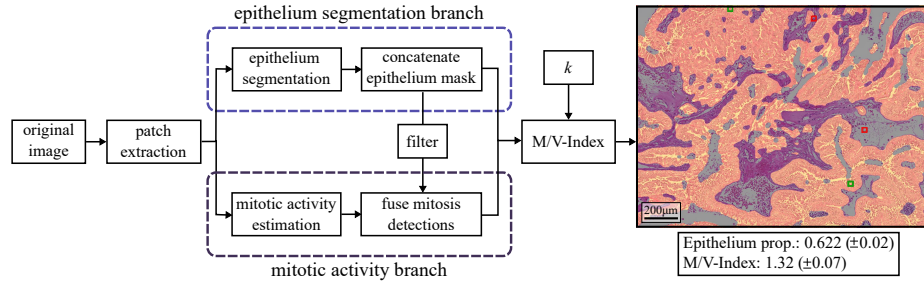 epithelium segmentation branch
epithelium
segmentation
concatenate
epithelium mask
k
original
image
patch
extraction
filter
M/V-Index
mitotic activity
estimation
fuse mitosis
detections
mitotic activity branch
200μm
Epithelium prop.: 0.622 (±0.02)
M/V-Index: 1.32 (±0.07)